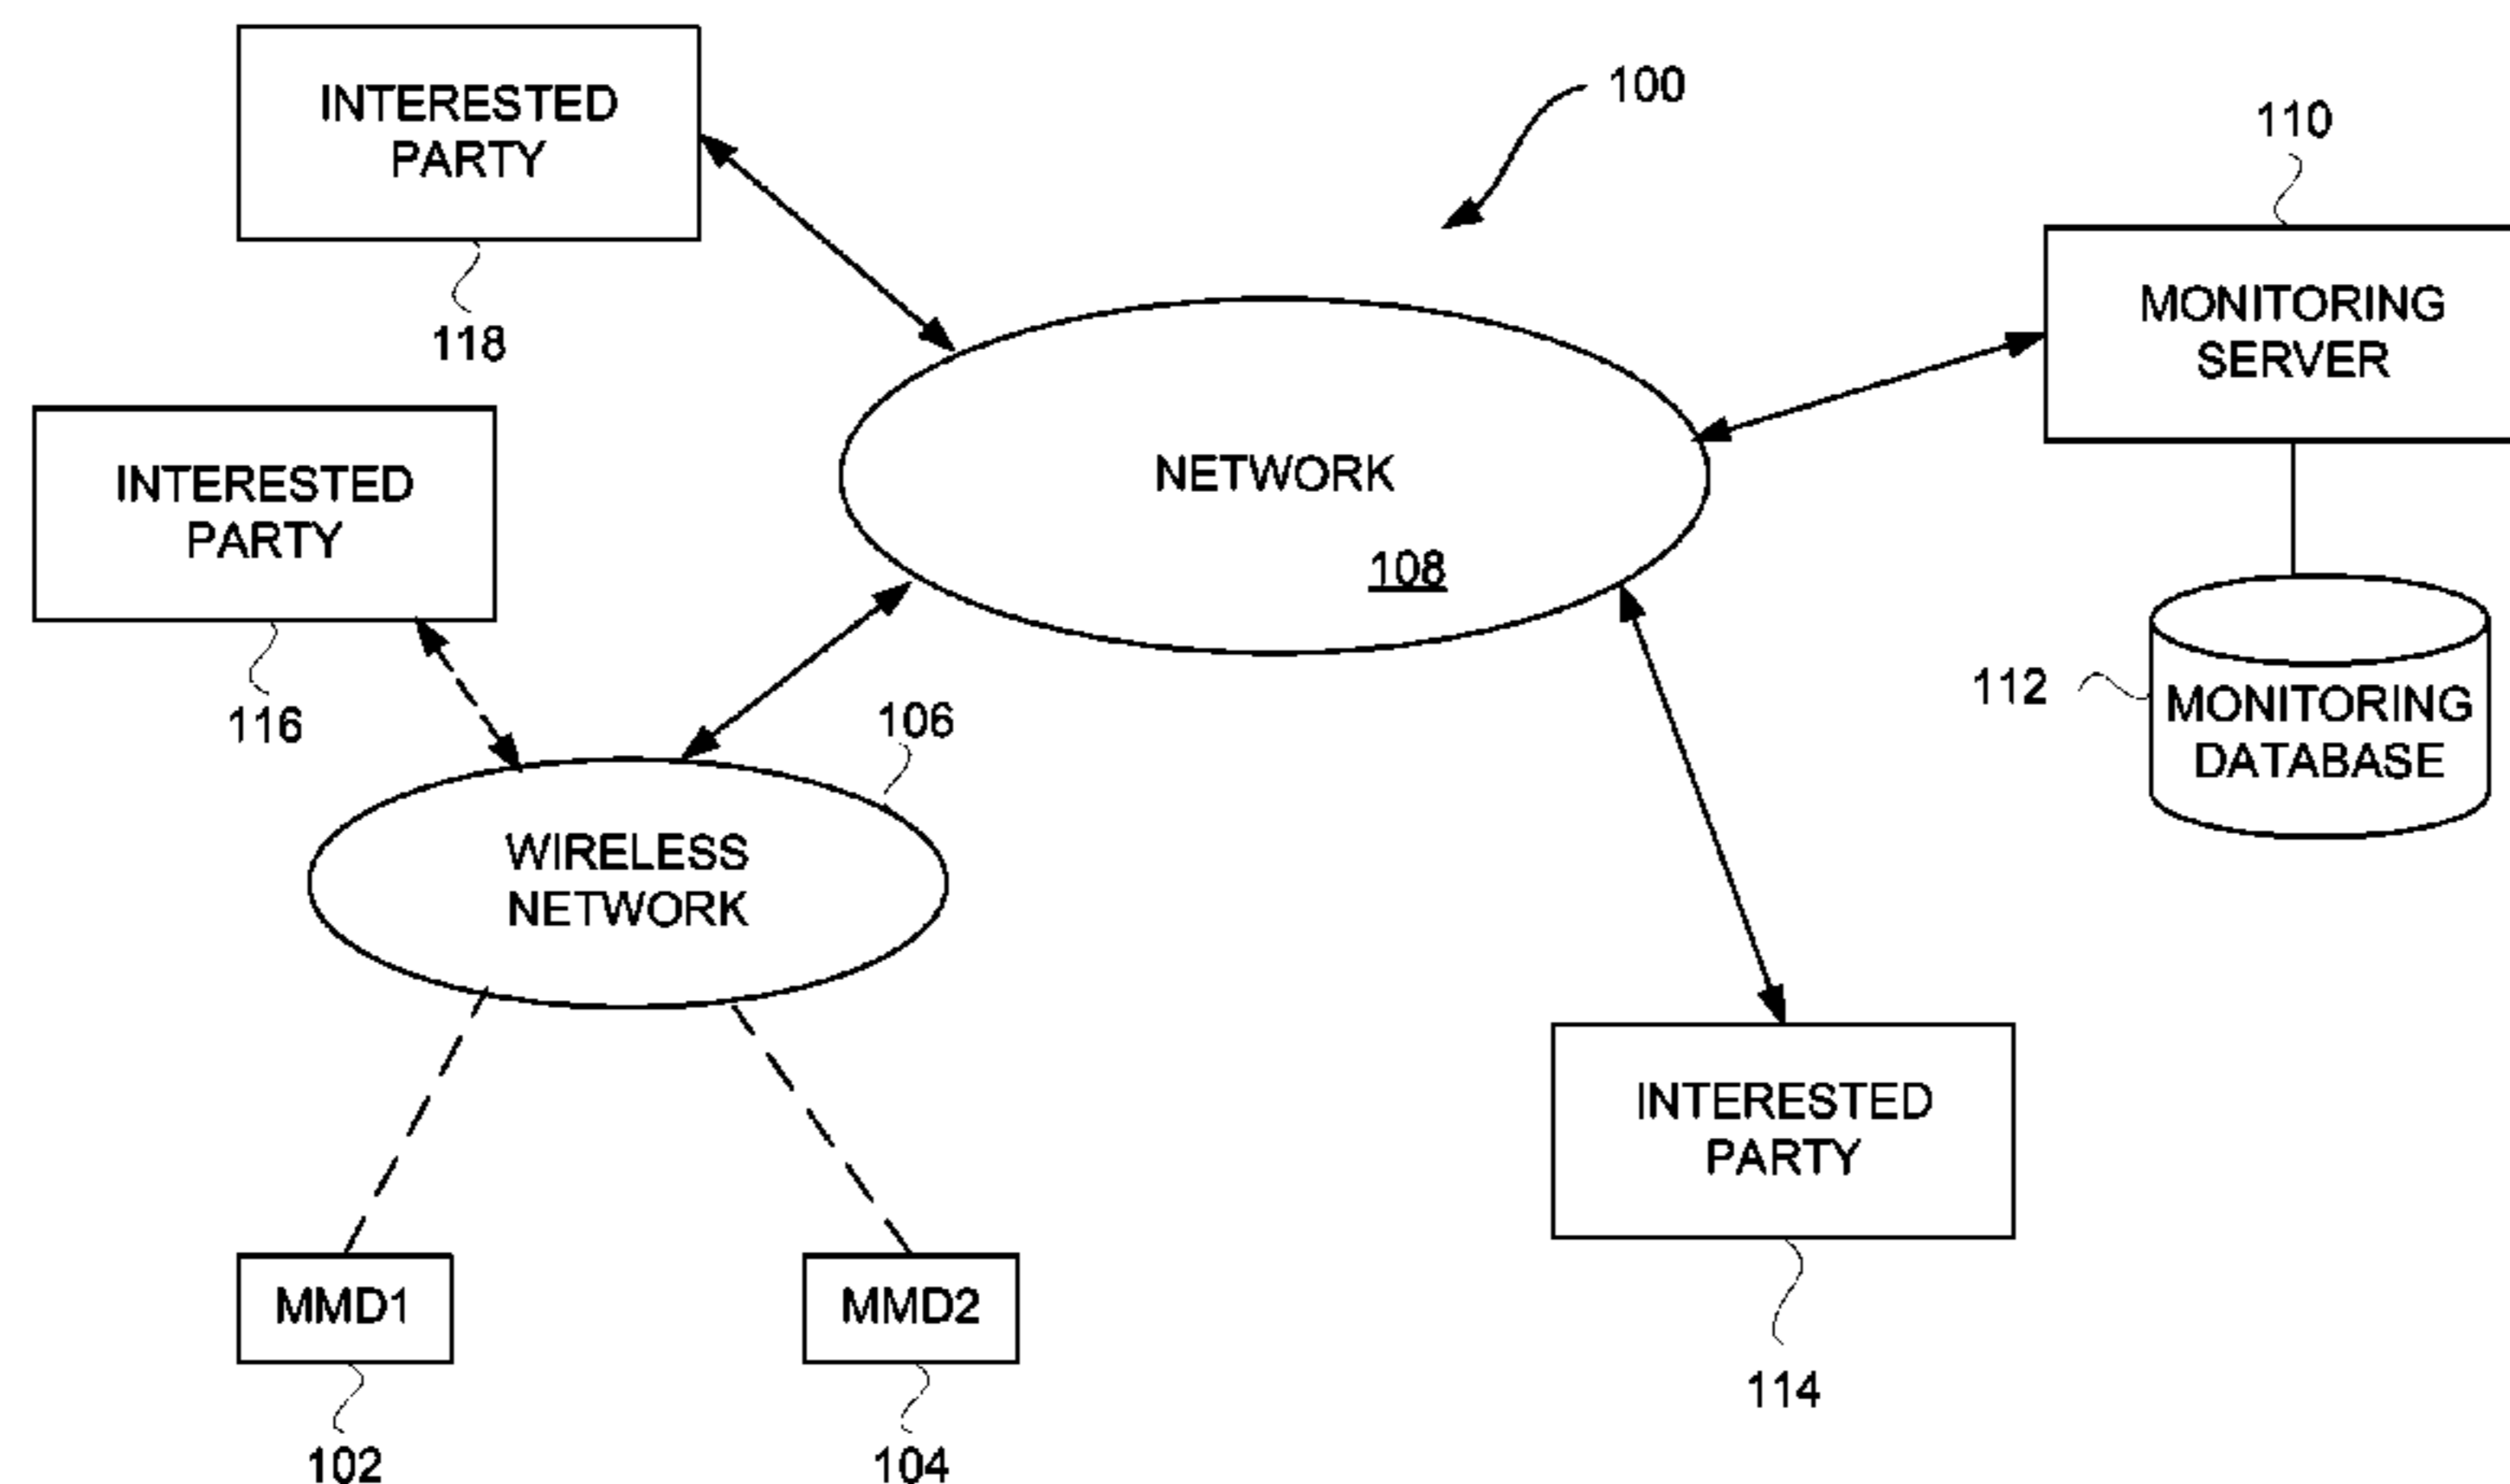 INTERESTED
PARTY
118
100
110
MONITORING
SERVER
INTERESTED
PARTY
116
NETWORK
108
106
112
MONITORING
DATABASE
WIRELESS
NETWORK
INTERESTED
PARTY
114
MMD1
102
MMD2
104